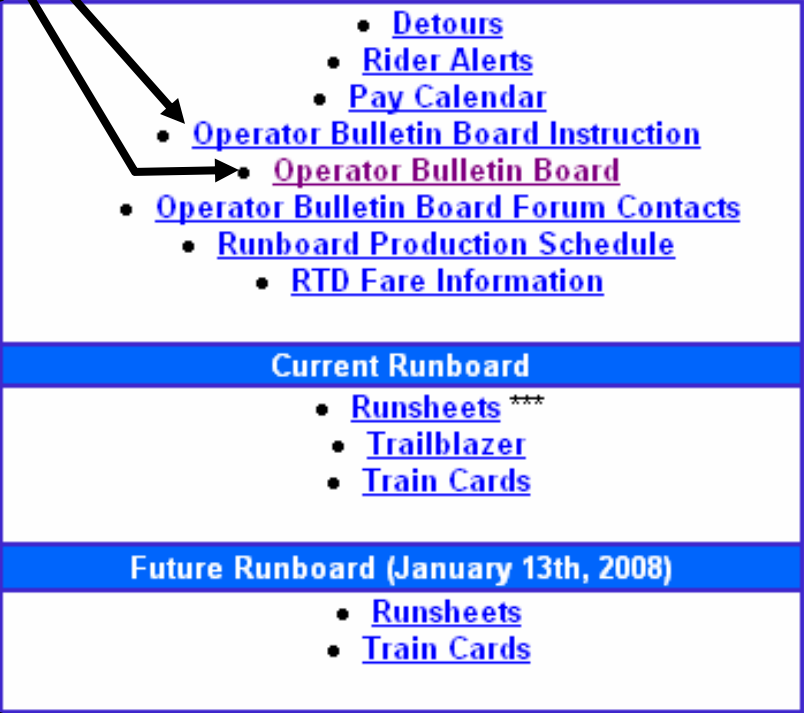 Detours
Rider Alerts
Pay Calendar
Operator Bulletin Board Instruction
Operator Bulletin Board
Operator Bulletin Board Forum Contacts
Runboard Production Schedule
RTD Fare Information
Current Runboard
Runsheets ***
Trailblazer
Train Cards
Future Runboard (January 13th, 2008)
Runsheets
Train Cards